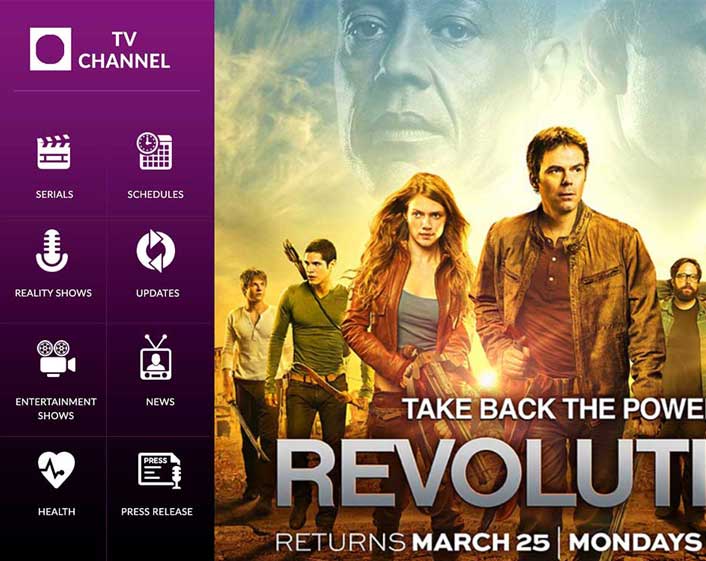 TV
CHANNEL
SERIALS
SCHEDULES
REALITY SHOWS
UPDATES
ENTERTAINMENT
SHOWS
NEWS
HEALTH
PRESS
PRESS RELEASE
TAKE BACK THE POWE
REVOLUTI
RETURNS MARCH 25 | MONDAYS